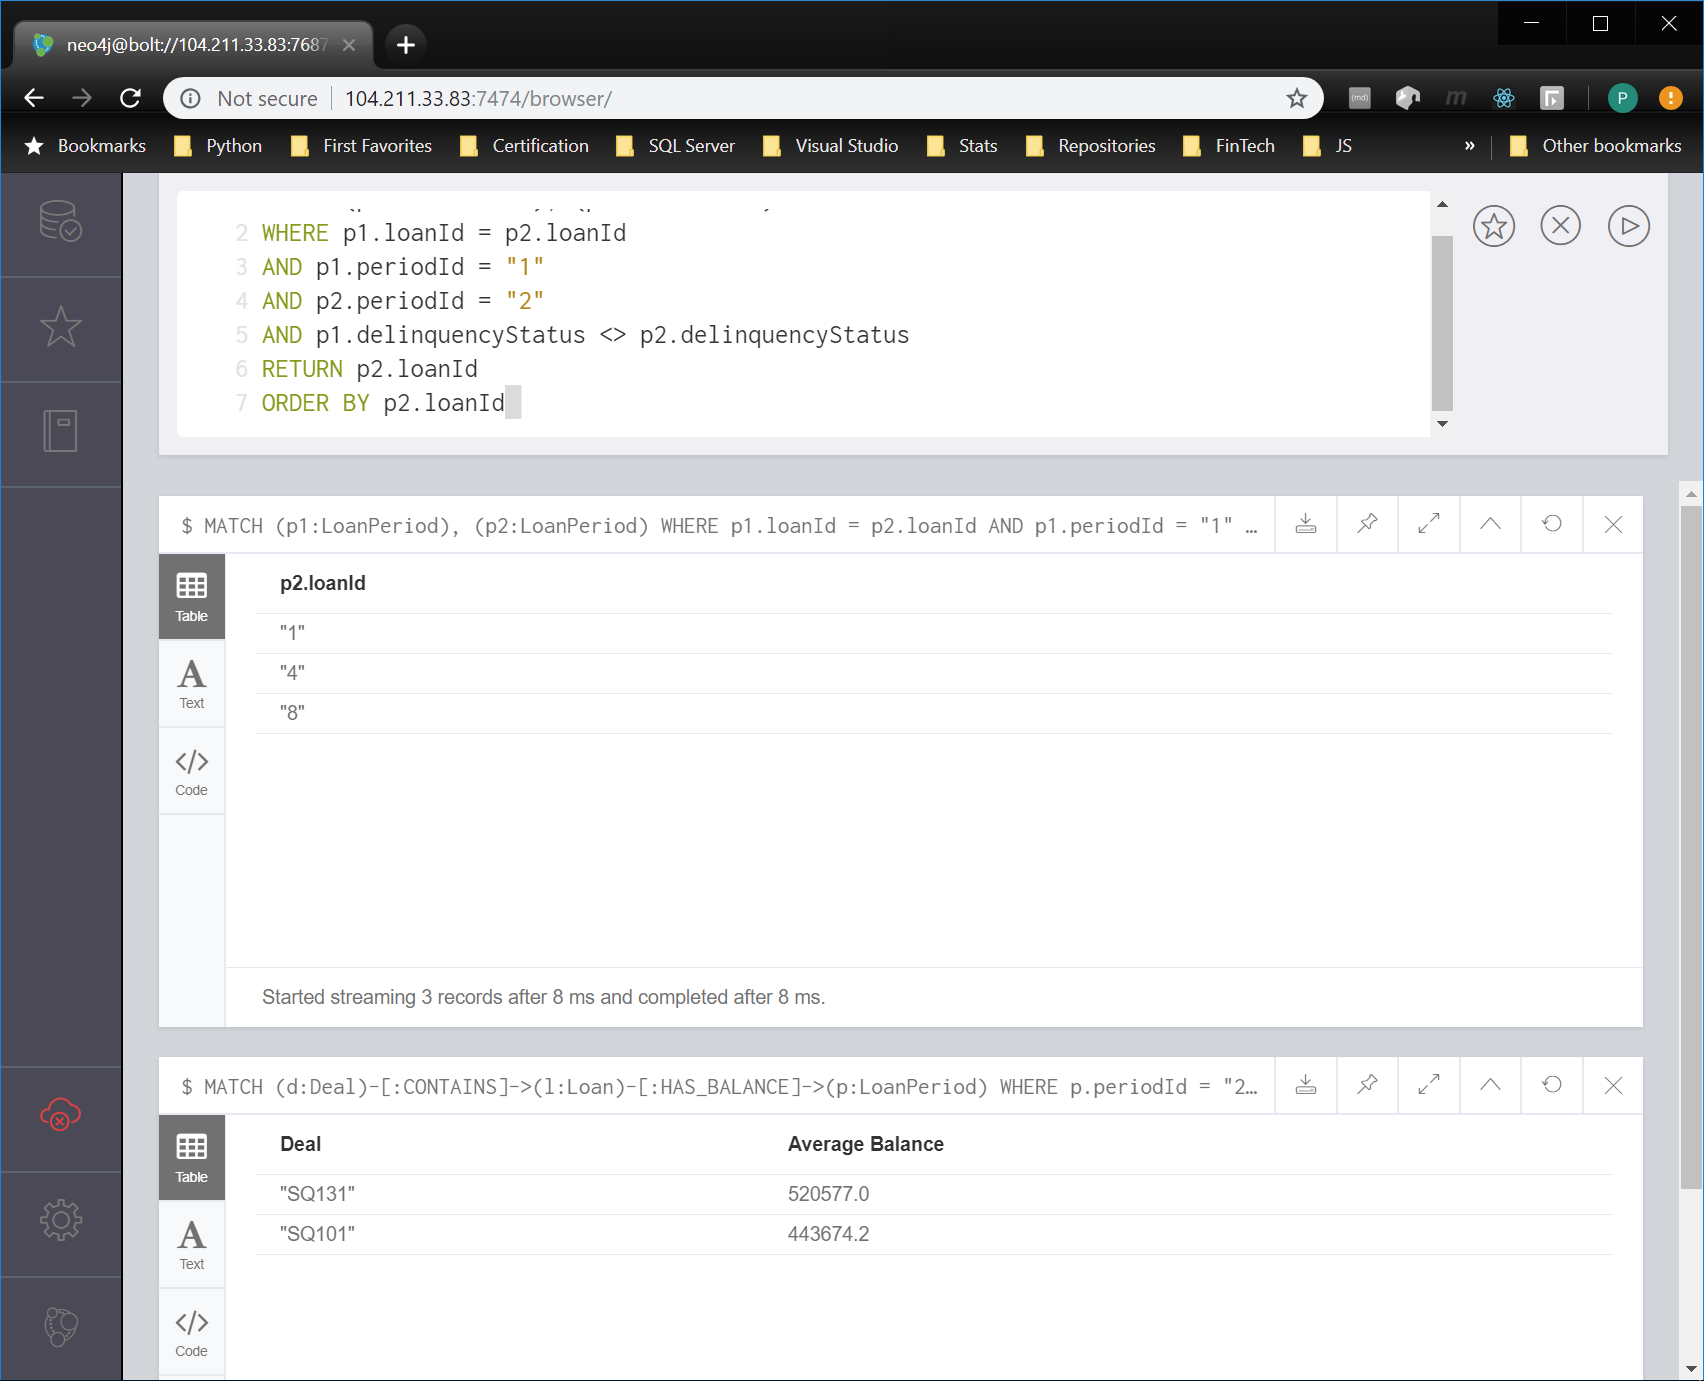 neo4j@bolt://104.211.33.83:7687
Not secure 104.211.33.83:7474/browser/
(md) m P
Bookmarks Python First Favorites Certification SQL Server Visual Studio Stats Repositories FinTech JS » Other bookmarks
2 WHERE p1.loanId = p2.loanId
3 AND p1.periodId = "1"
4 AND p2.periodId = "2"
5 AND p1.delinquencyStatus <> p2.delinquencyStatus
6 RETURN p2.loanId
7 ORDER BY p2.loanId
$ MATCH (p1:LoanPeriod), (p2:LoanPeriod) WHERE p1.loanId = p2.loanId AND p1.periodId = "1" …
p2.loanId
Table
"1"
"4"
Text
"8"
Code
Started streaming 3 records after 8 ms and completed after 8 ms.
$ MATCH (d:Deal)-[:CONTAINS]->(l:Loan)-[:HAS_BALANCE]->(p:LoanPeriod) WHERE p.periodId = "2…
Deal Average Balance
Table
"SQ131" 520577.0
"SQ101" 443674.2
Text
Code